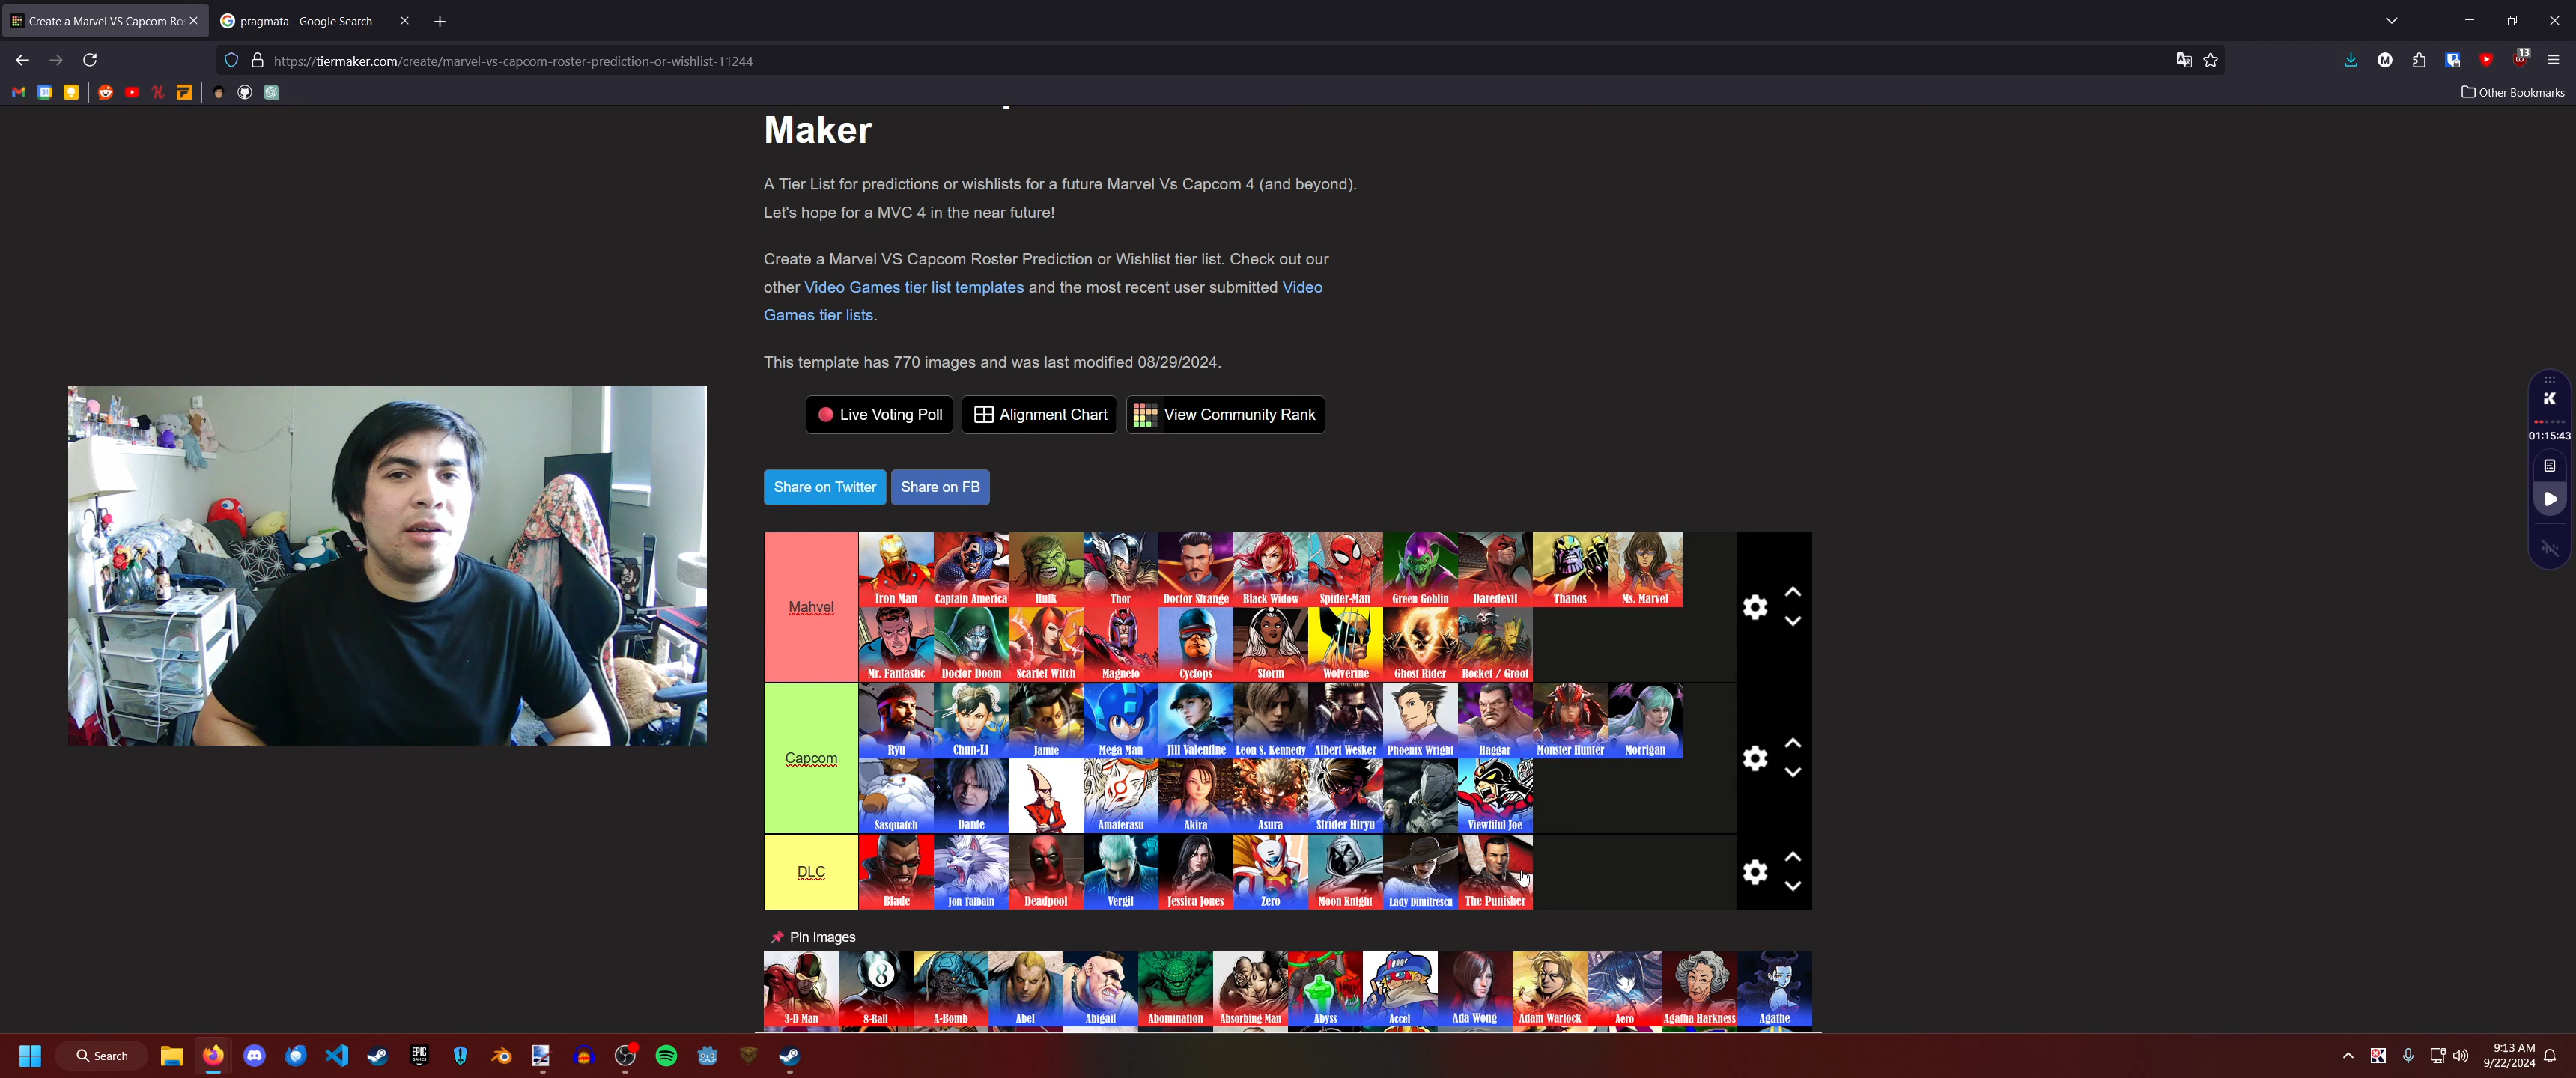 Create a Marvel VS Capcom Ro
pragmata - Google Search
https://tiermaker.com/create/marvel-vs-capcom-roster-prediction-or-wishlist-11244
13
Other Bookmarks
Maker
A Tier List for predictions or wishlists for a future Marvel Vs Capcom 4 (and beyond).
Let's hope for a MVC 4 in the near future!
Create a Marvel VS Capcom Roster Prediction or Wishlist tier list. Check out our
other Video Games tier list templates and the most recent user submitted Video
Games tier lists.
This template has 770 images and was last modified 08/29/2024.
Live Voting Poll Alignment Chart View Community Rank
Share on Twitter Share on FB
01:15:43
Mahvel
Iron Man Captain America Hulk Thor Doctor Strange Black Widow Spider-Man Green Goblin Daredevil Thanos Ms. Marvel
Mr. Fantastic Doctor Doom Scarlet Witch Magneto Cyclops Storm Wolverine Ghost Rider Rocket / Groot
Capcom
Ryu Chun-Li Jamie Mega Man Jill Valentine Leon S. Kennedy Albert Wesker Phoenix Wright Haggar Monster Hunter Morrigan
Sasquatch Dante Amaterasu Akira Asura Strider Hiryu Viewtiful Joe
DLC
Blade Jon Talbain Deadpool Vergil Jessica Jones Zero Moon Knight Lady Dimitrescu The Punisher
Pin Images
8
3-D Man 8-Ball A-Bomb Abel Abigail Abomination Absorbing Man Abyss Accel Ada Wong Adam Warlock Aero Agatha Harkness Agathe
Search
EPIC GAMES
9:13 AM
9/22/2024